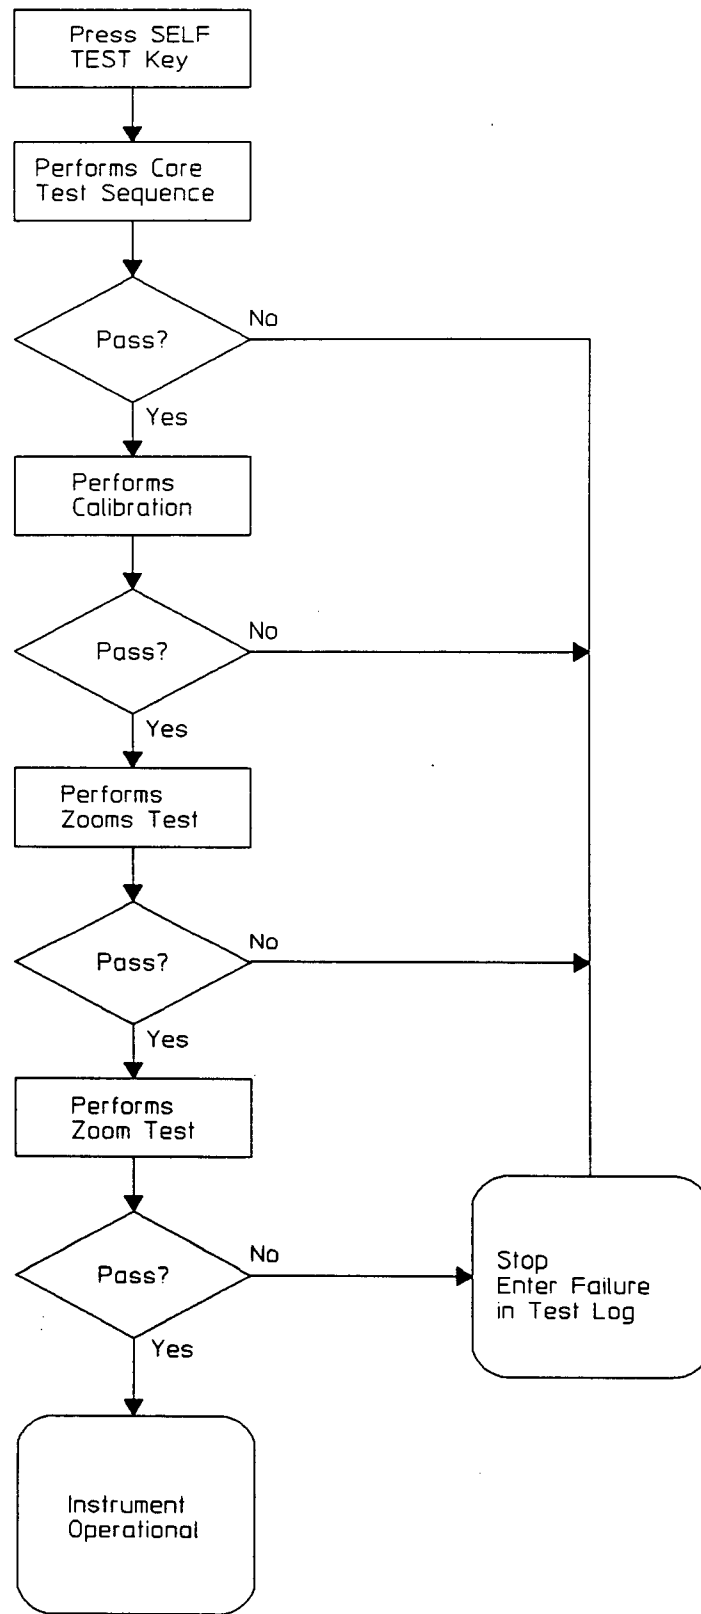 Press SELF
TEST Key
Performs Core
Test Sequence
Pass?
No
Yes
Performs
Calibration
Pass?
No
Yes
Performs
Zooms Test
Pass?
No
Yes
Performs
Zoom Test
Pass?
No
Yes
Stop
Enter Failure
in Test Log
Instrument
Operational